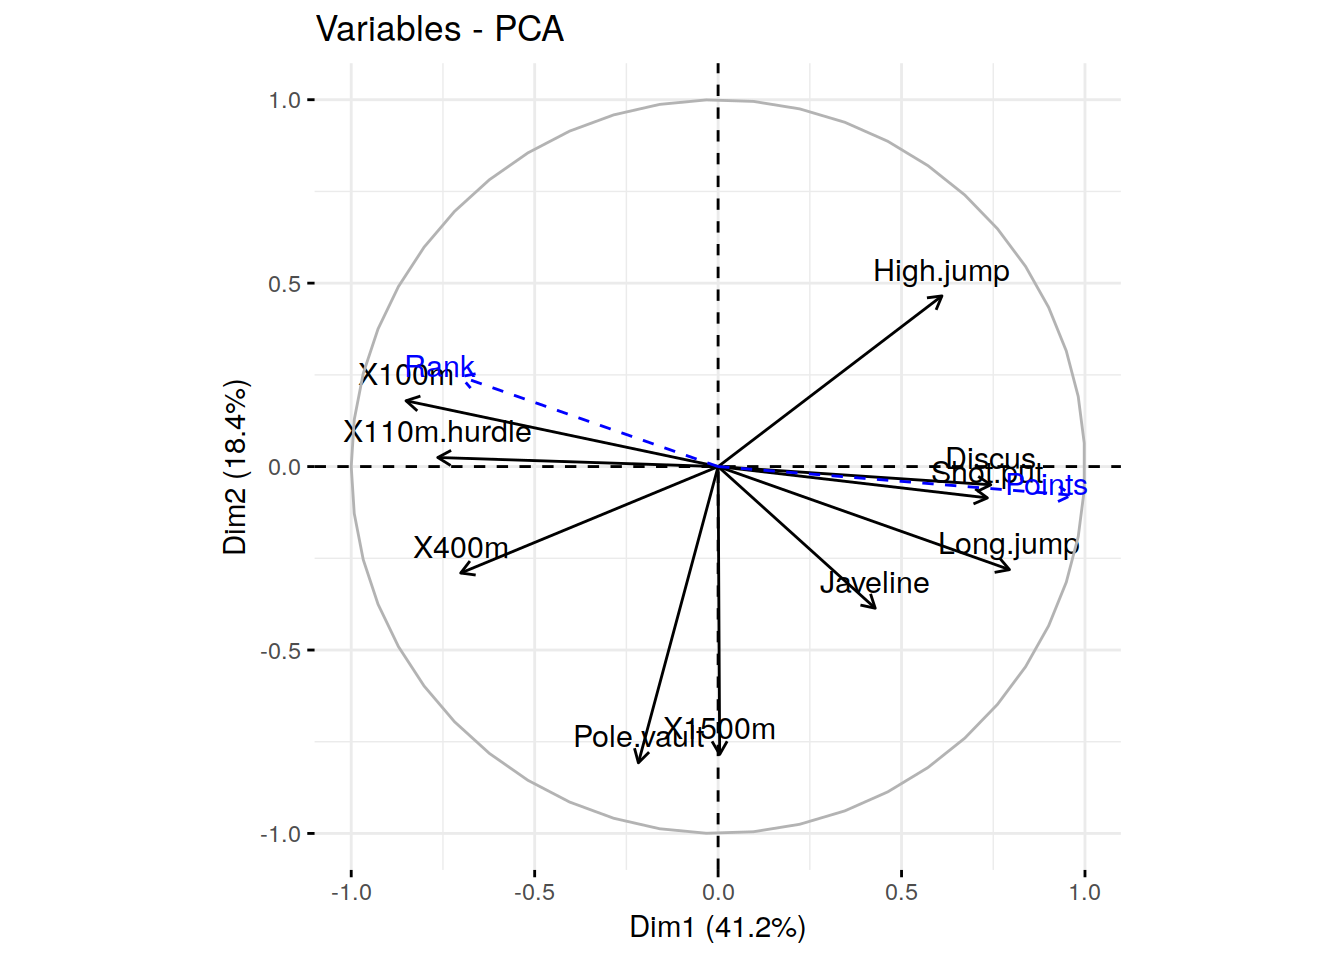 Variables - PCA
1.0
0.5
0.0
-0.5
-1.0
Dim2 (18.4%)
High.jump
Rank
X100m
X110m.hurdle
Discus
Shot.put
Points
X400m
Long.jump
Javeline
X1500m
Pole.vault
-1.0
-0.5
0.0
0.5
1.0
Dim1 (41.2%)